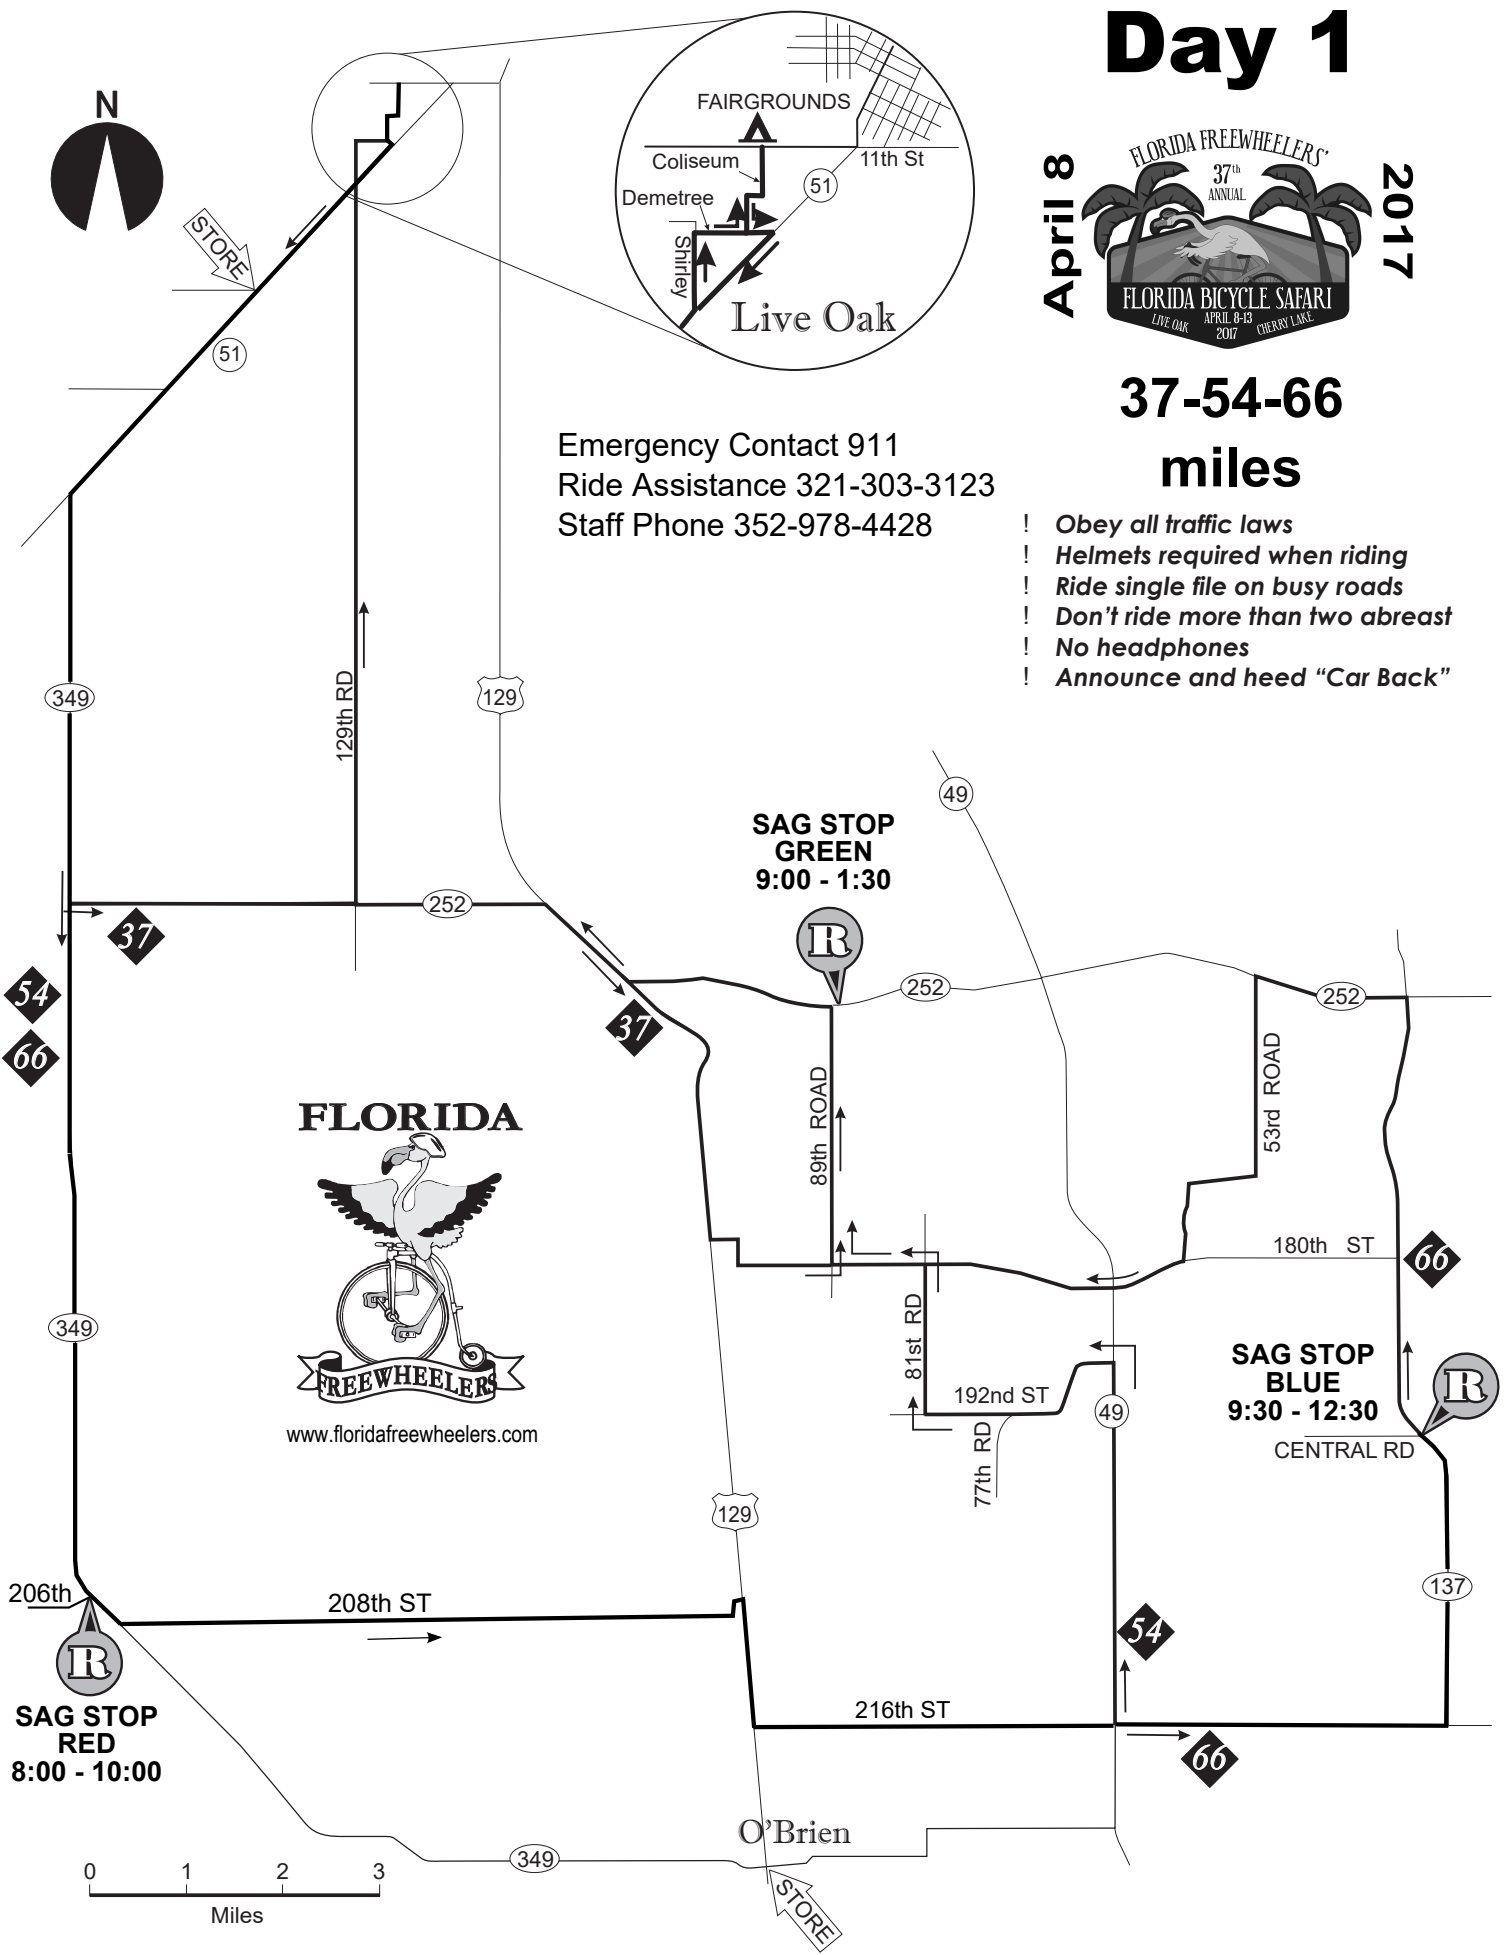 Day 1
April 8
2017
FLORIDA FREEWHEELERS'
37th
ANNUAL
FLORIDA BICYCLE SAFARI
LIVE OAK
APRIL 8-13
2017
CHERRY LAKE
37-54-66
miles
! Obey all traffic laws
! Helmets required when riding
! Ride single file on busy roads
! Don't ride more than two abreast
! No headphones
! Announce and heed “Car Back”
N
FAIRGROUNDS
Coliseum
11th St
Demetree
51
Shirley
Live Oak
STORE
51
Emergency Contact 911
Ride Assistance 321-303-3123
Staff Phone 352-978-4428
349
129th RD
129
49
SAG STOP
GREEN
9:00 - 1:30
R
252
37
54
66
37
252
252
89th ROAD
53rd ROAD
FLORIDA
FREEWHEELERS
www.floridafreewheelers.com
180th ST
66
349
81st RD
SAG STOP
BLUE
9:30 - 12:30
R
192nd ST
49
CENTRAL RD
77th RD
129
206th
208th ST
137
R
SAG STOP
RED
8:00 - 10:00
54
216th ST
66
O'Brien
349
STORE
0 1 2 3
Miles